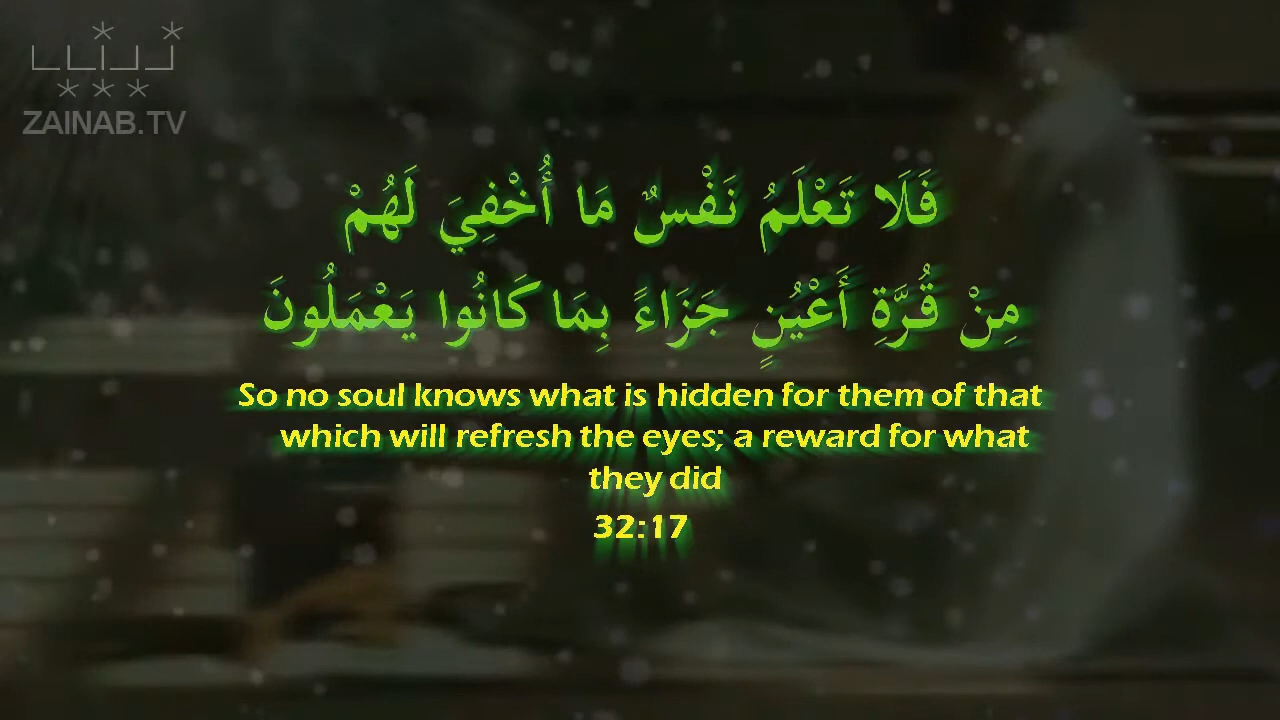 ZAINAB.TV
فَلَا تَعْلَمُ نَفْسٌ مَا أُخْفِيَ لَهُمْ
مِنْ قُرَّةِ أَعْيُنٍ جَزَاءً بِمَا كَانُوا يَعْمَلُونَ
So no soul knows what is hidden for them of that
which will refresh the eyes; a reward for what
they did
32:17